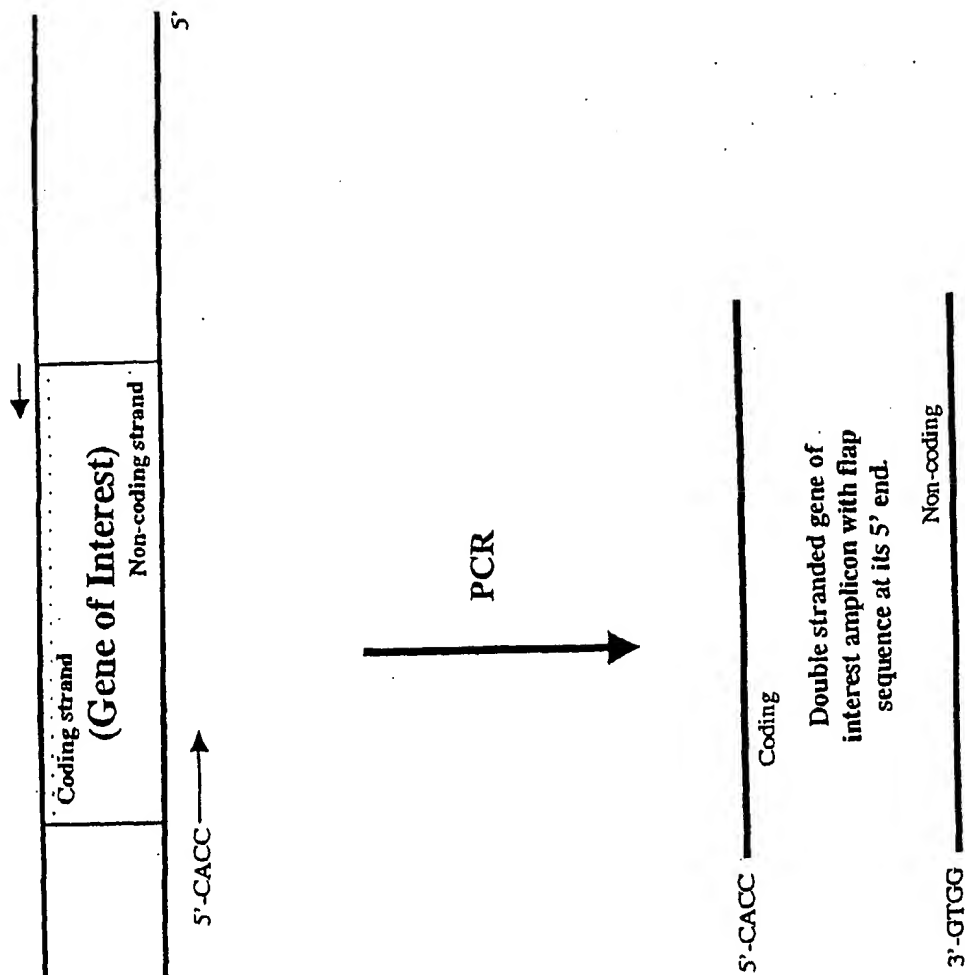 5'
Coding strand
(Gene of Interest)
Non-coding strand
5'-CACC
PCR
5'-CACC
Coding
Double stranded gene of
interest amplicon with flap
sequence at its 5' end.
Non-coding
3'-GTGG